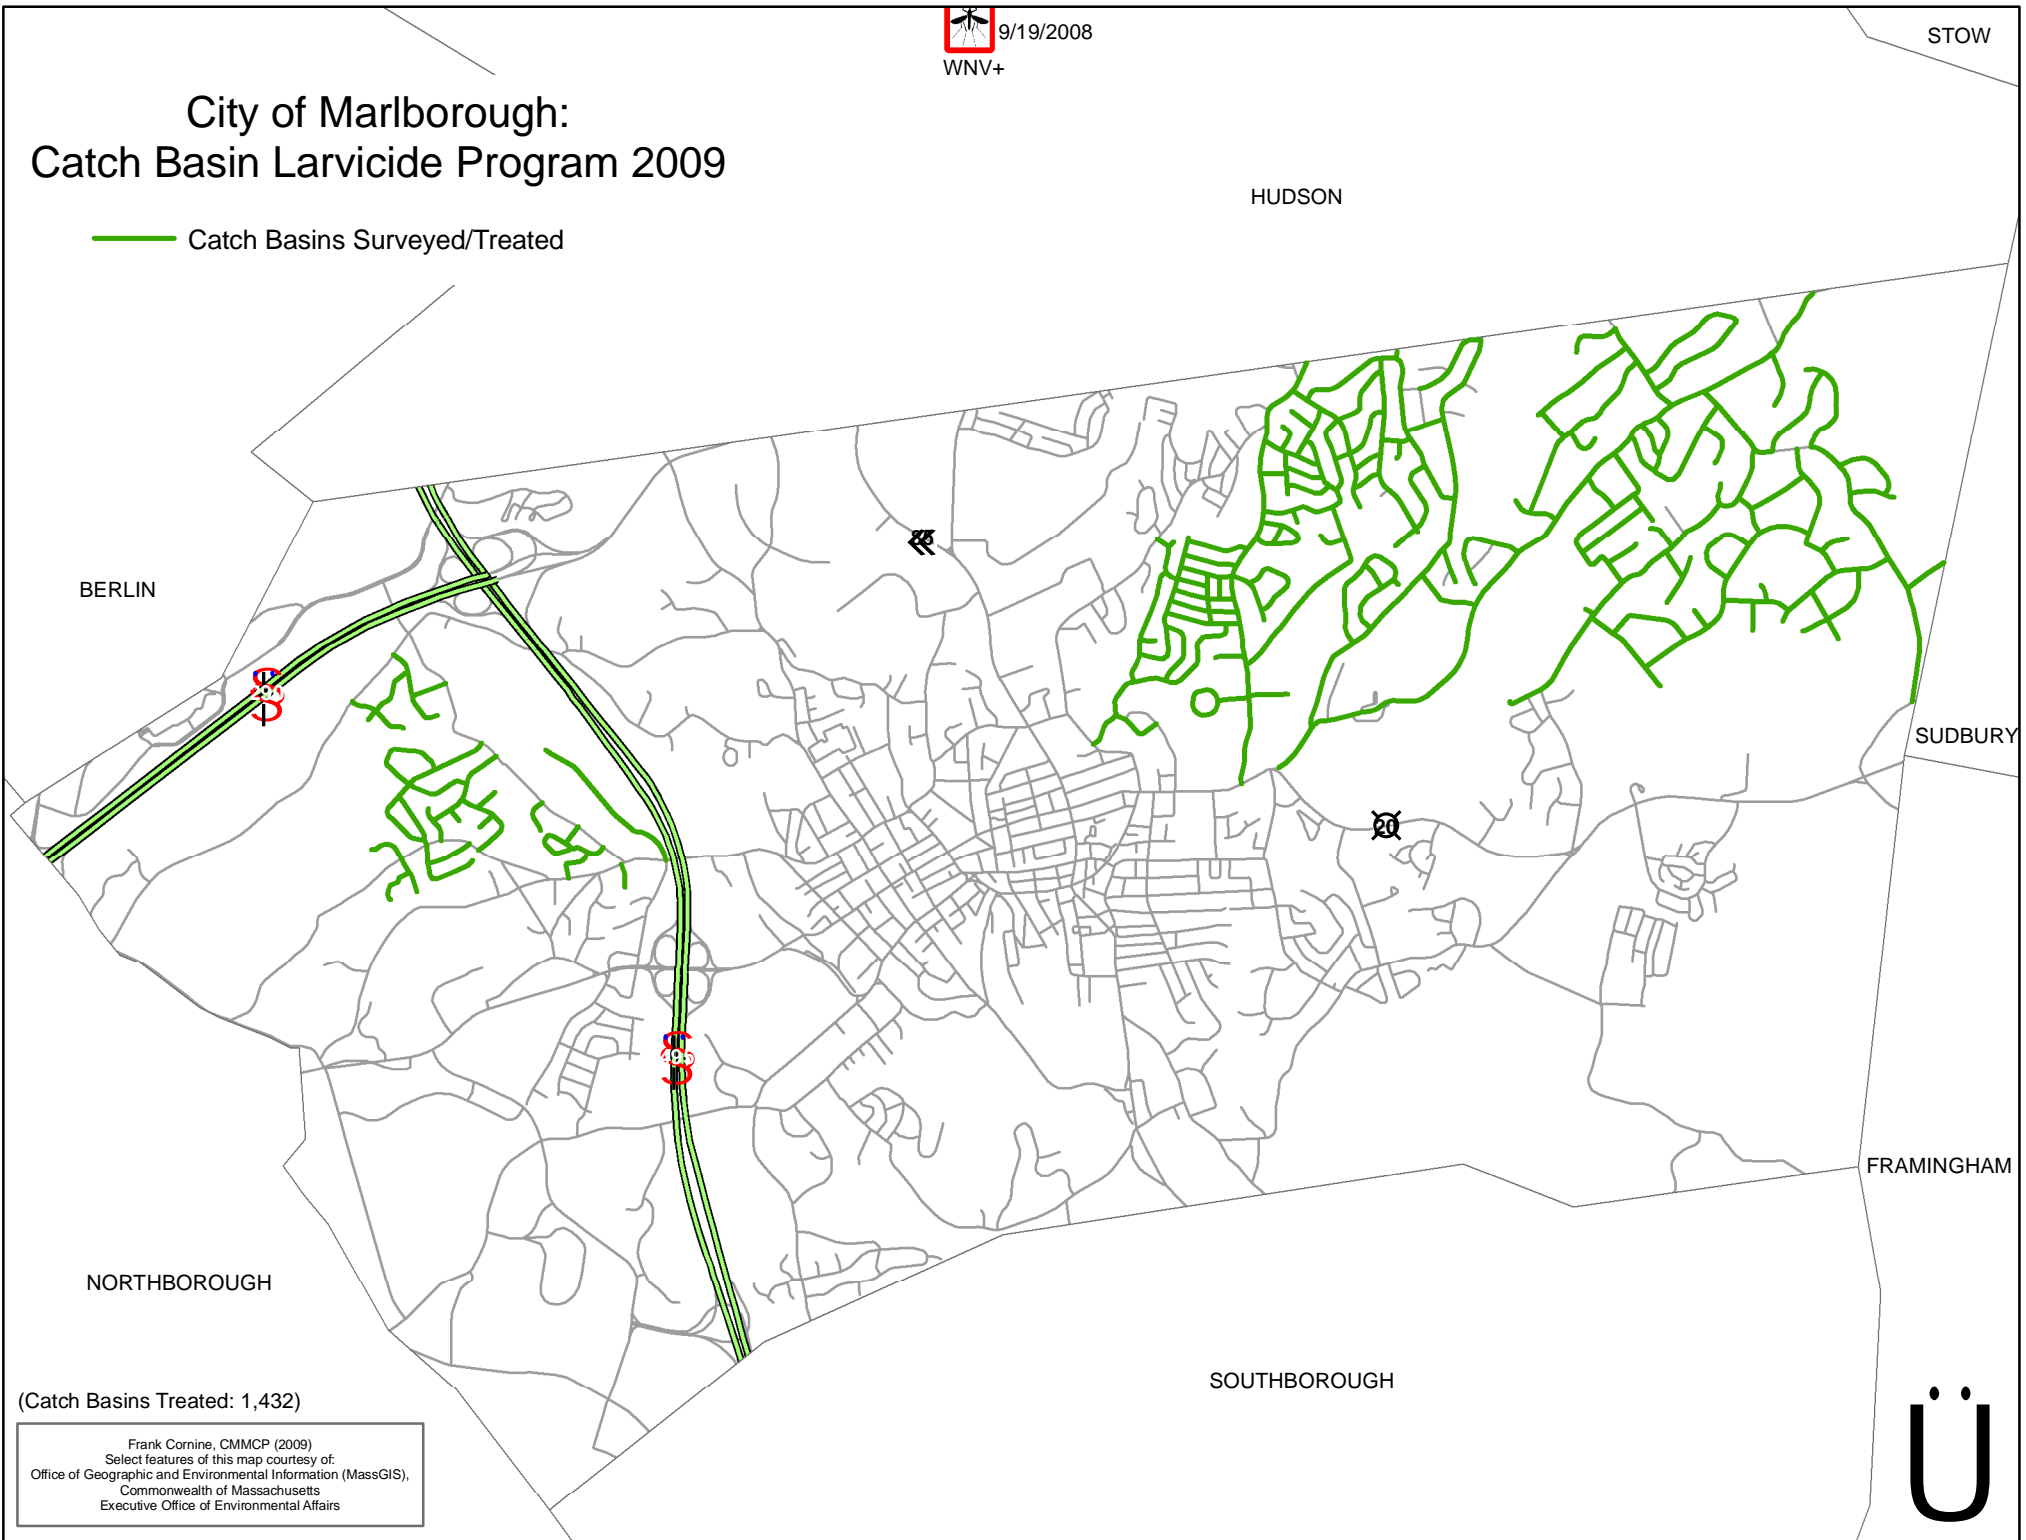 9/19/2008
WNV+
STOW
City of Marlborough:
Catch Basin Larvicide Program 2009
HUDSON
Catch Basins Surveyed/Treated
85
BERLIN
SUDBURY
20
FRAMINGHAM
NORTHBOROUGH
SOUTHBOROUGH
(Catch Basins Treated: 1,432)
Frank Cornine, CMMCP (2009)
Select features of this map courtesy of:
Office of Geographic and Environmental Information (MassGIS),
Commonwealth of Massachusetts
Executive Office of Environmental Affairs
Ü